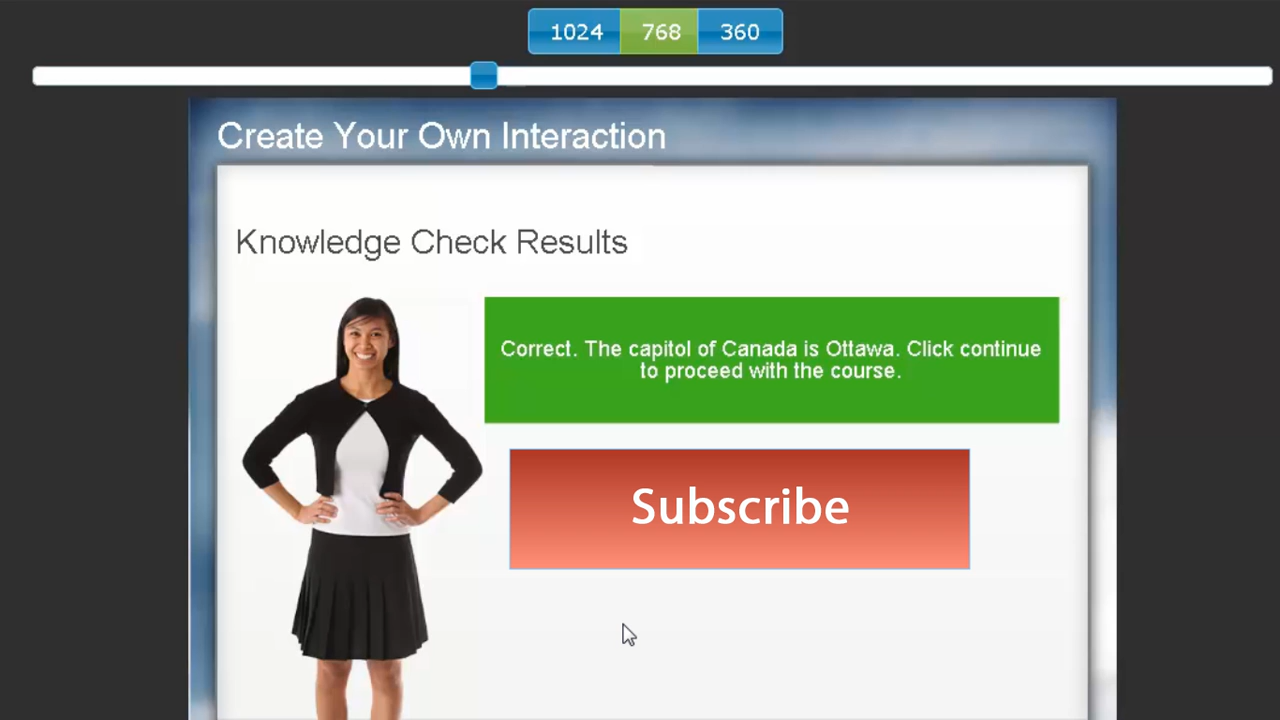 1024 768 360
Create Your Own Interaction
Knowledge Check Results
Correct. The capitol of Canada is Ottawa. Click continue
to proceed with the course.
Subscribe